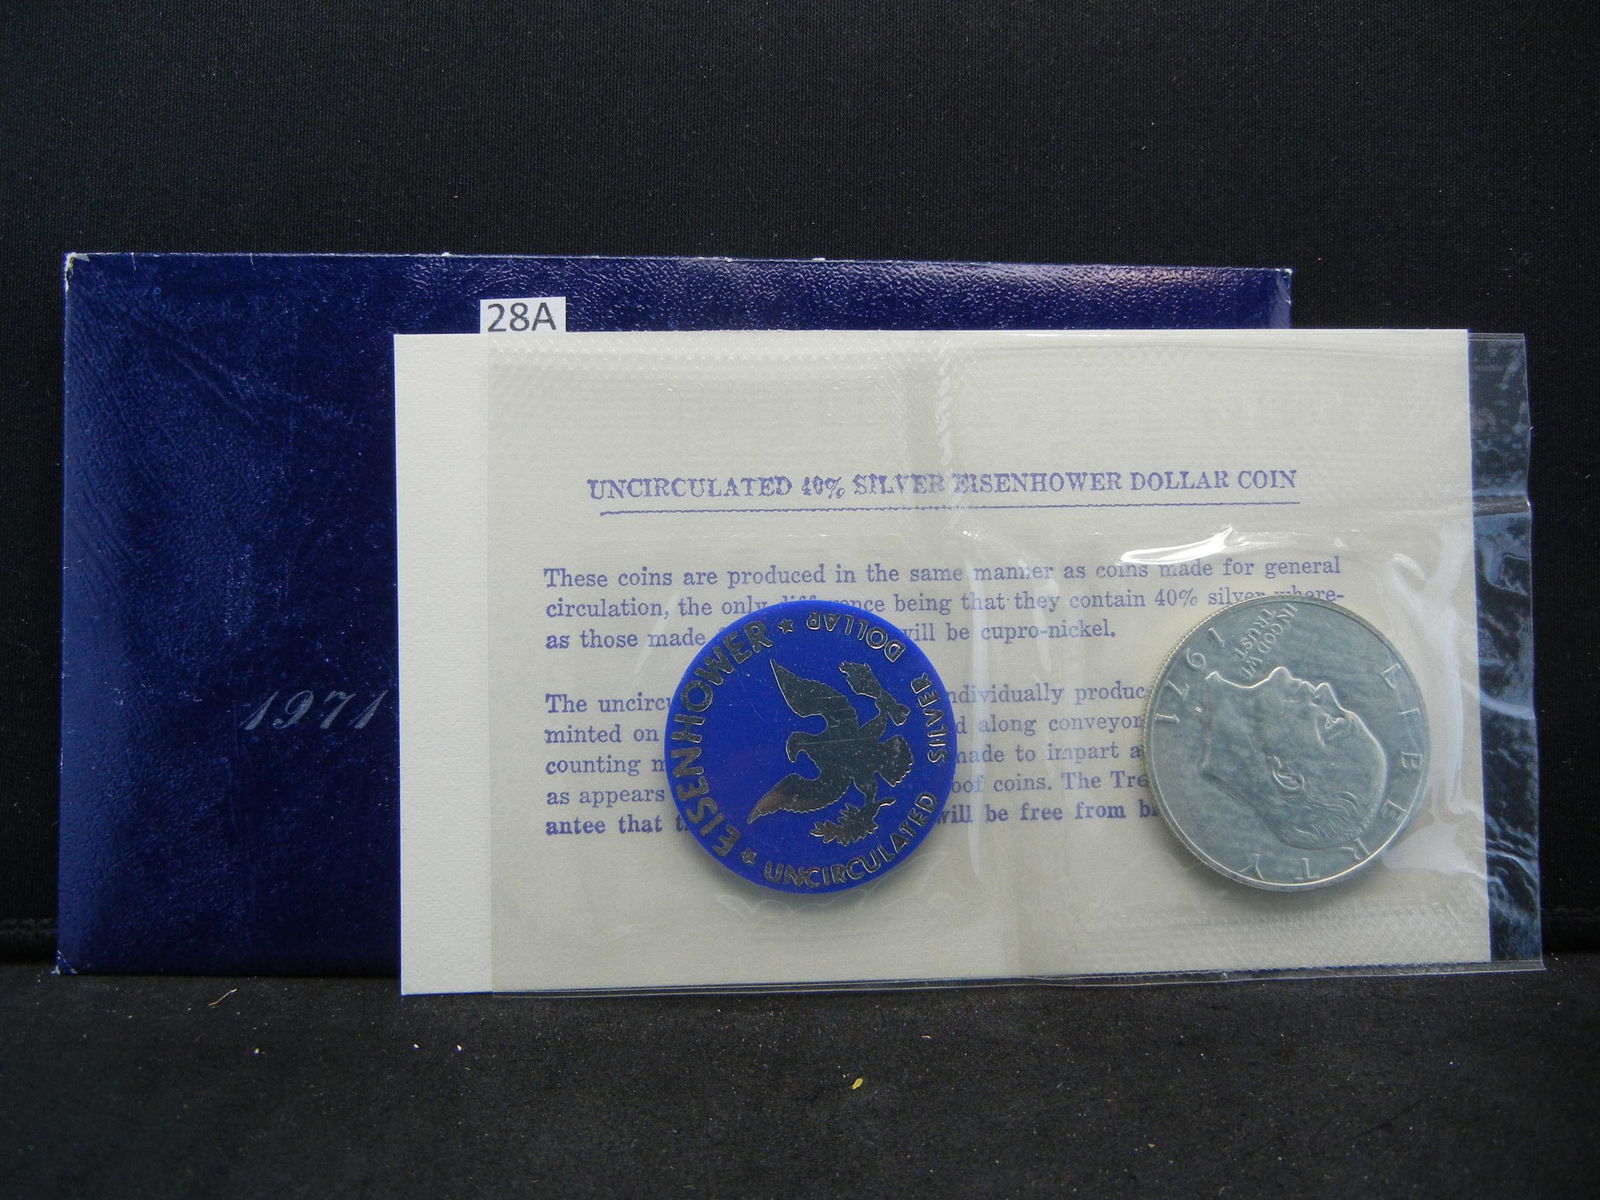 28A
1971
UNCIRCULATED 40% SILVER EISENHOWER DOLLAR COIN
These coins are produced in the same manner as coins made for general
circulation, the only difference being that they contain 40% silver where-
as those made will be cupro-nickel.
The uncircu ndividually produc
minted on d along conveyor
counting m made to impart a
as appears oof coins. The Tre
antee that t will be free from b
EISENHOWER ★ DOLLAR
UNCIRCULATED SILVER ★
LIBERTY
IN GOD WE
TRUST
1971